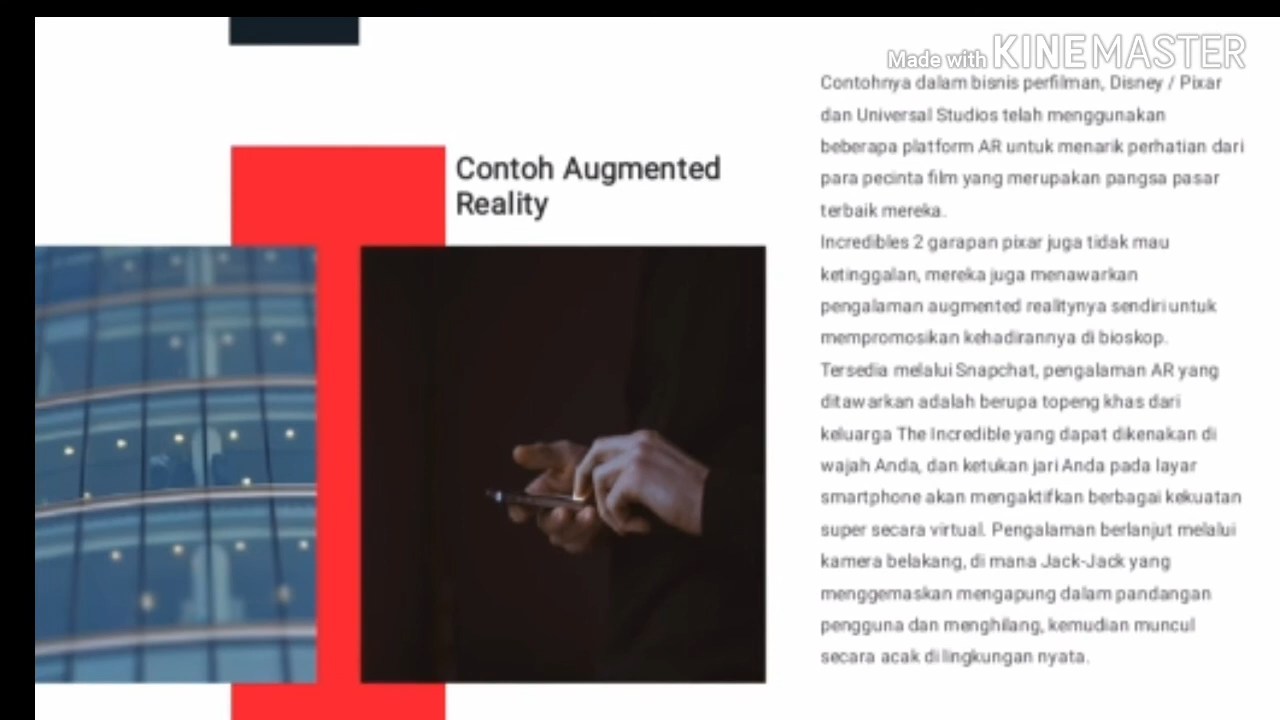 Made with KINEMASTER
Contoh Augmented
Reality
Contohnya dalam bisnis perfilman, Disney / Pixar
dan Universal Studios telah menggunakan
beberapa platform AR untuk menarik perhatian dari
para pecinta film yang merupakan pangsa pasar
terbaik mereka.
Incredibles 2 garapan pixar juga tidak mau
ketinggalan, mereka juga menawarkan
pengalaman augmented realitynya sendiri untuk
mempromosikan kehadirannya di bioskop.
Tersedia melalui Snapchat, pengalaman AR yang
ditawarkan adalah berupa topeng khas dari
keluarga The Incredible yang dapat dikenakan di
wajah Anda, dan ketukan jari Anda pada layar
smartphone akan mengaktifkan berbagai kekuatan
super secara virtual. Pengalaman berlanjut melalui
kamera belakang, di mana Jack-Jack yang
menggemaskan mengapung dalam pandangan
pengguna dan menghilang, kemudian muncul
secara acak di lingkungan nyata.